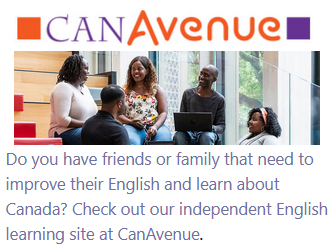 CANAvenue
Do you have friends or family that need to
improve their English and learn about
Canada? Check out our independent English
learning site at CanAvenue.